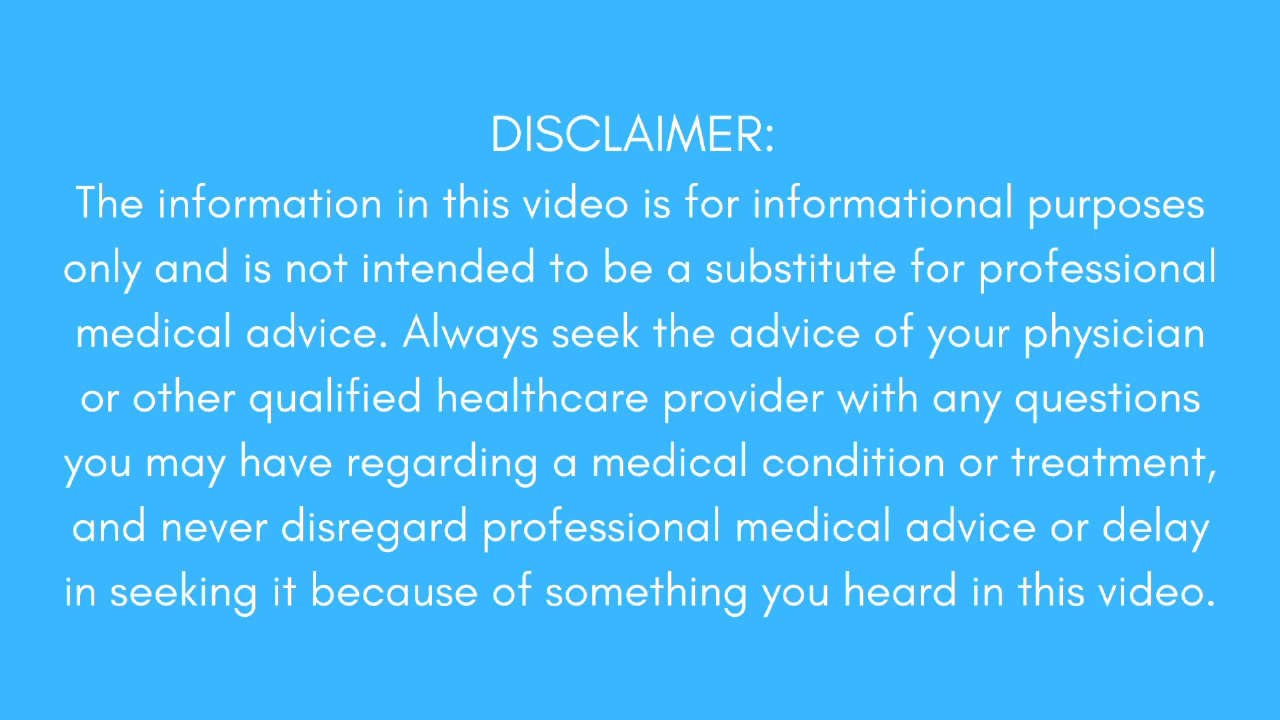 DISCLAIMER:
The information in this video is for informational purposes
only and is not intended to be a substitute for professional
medical advice. Always seek the advice of your physician
or other qualified healthcare provider with any questions
you may have regarding a medical condition or treatment,
and never disregard professional medical advice or delay
in seeking it because of something you heard in this video.